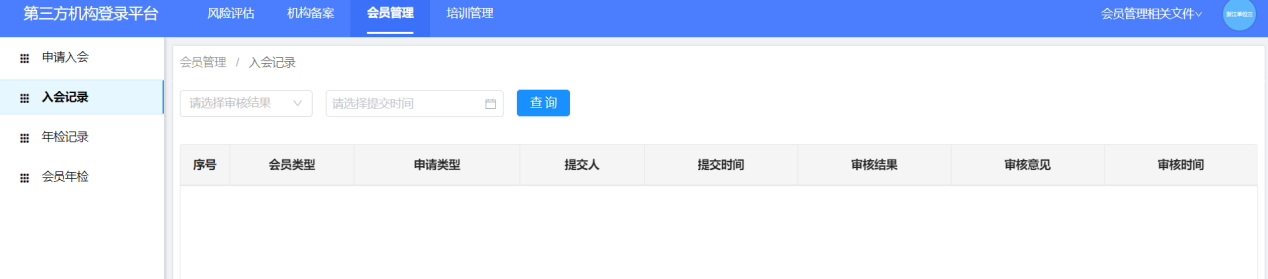 第三方机构登录平台 风险评估 机构备案 会员管理 培训管理 会员管理相关文件 浙江单位三
申请入会
入会记录
年检记录
会员年检
会员管理 / 入会记录
请选择审核结果 请选择提交时间 查 询
序号 会员类型 申请类型 提交人 提交时间 审核结果 审核意见 审核时间